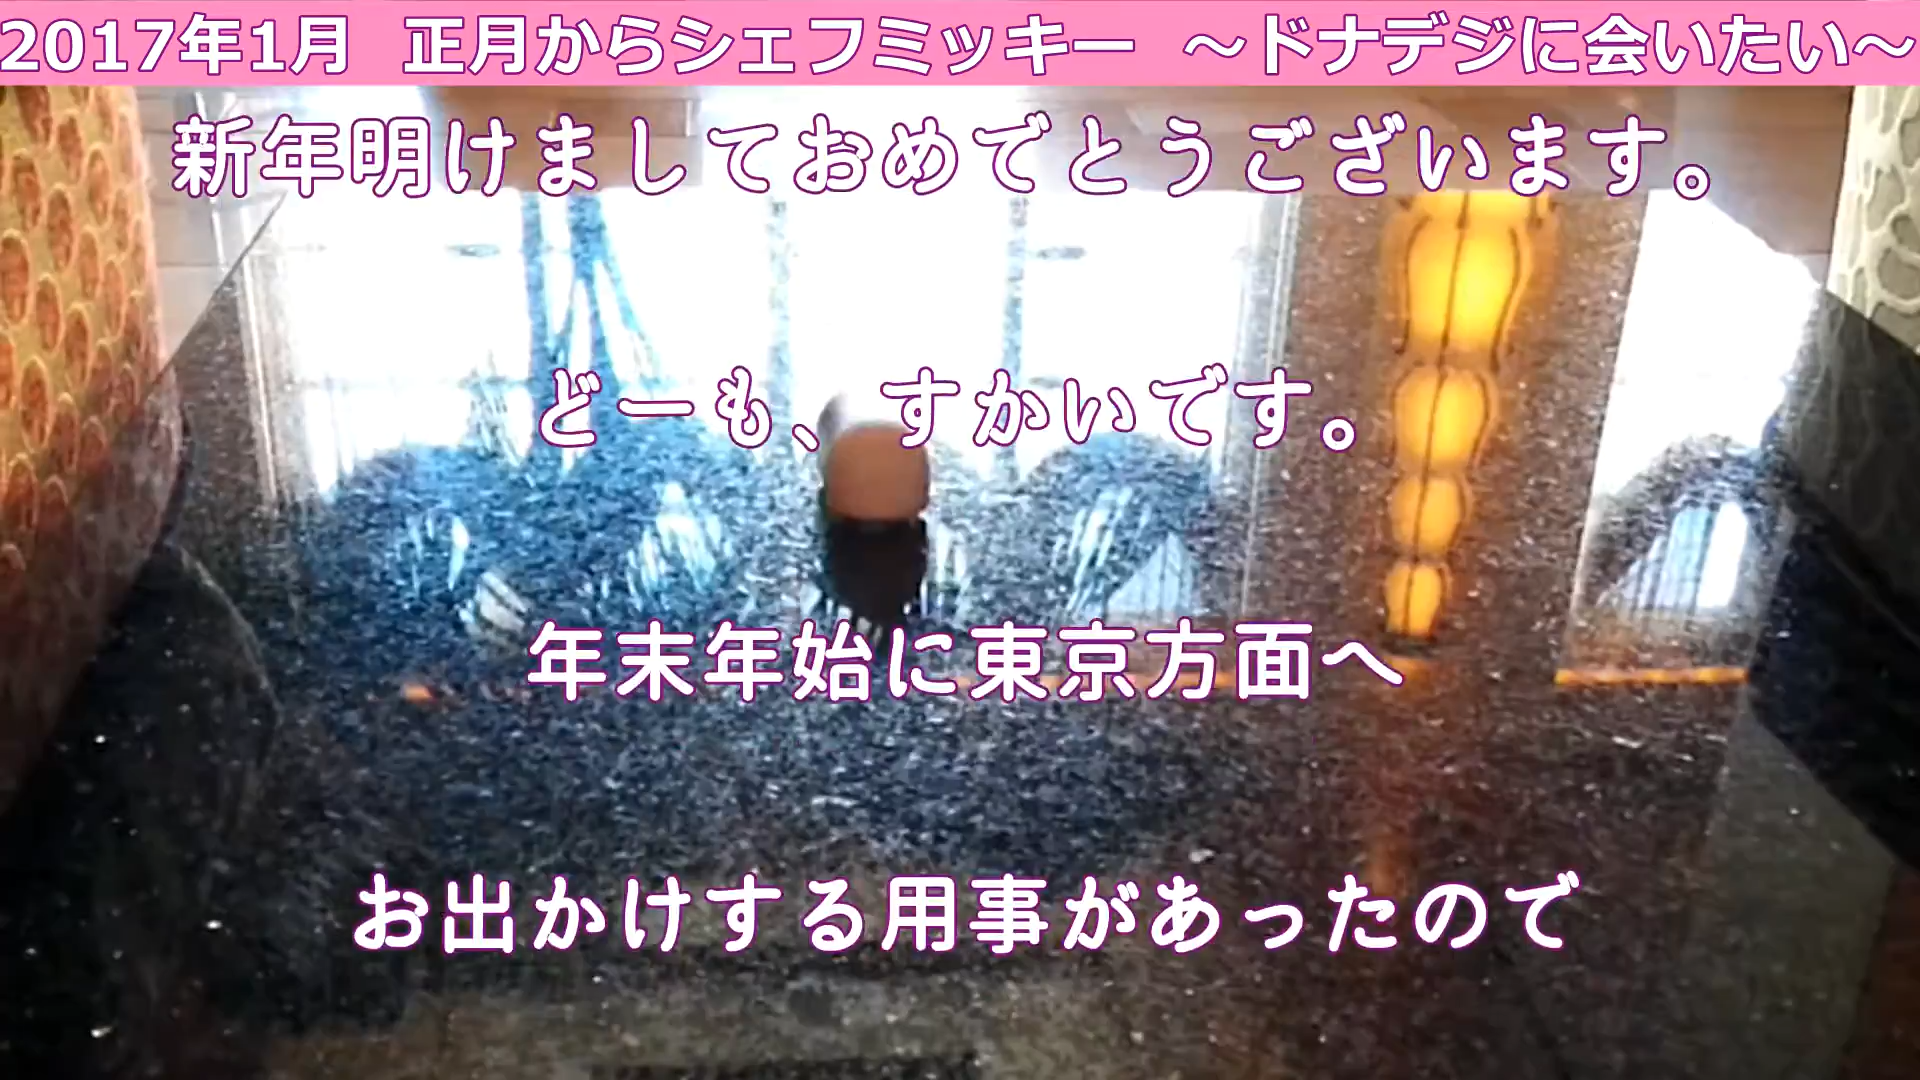 2017年1月 正月からシェフミッキー ～ドナデジに会いたい～
新年明けましておめでとうございます。
どーも、すかいです。
年末年始に東京方面へ
お出かけする用事があったので